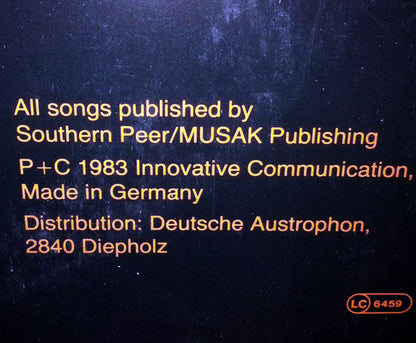 All songs published by
Southern Peer/MUSAK Publishing
P+C 1983 Innovative Communication,
Made in Germany
Distribution: Deutsche Austrophon,
2840 Diepholz
LC 6459